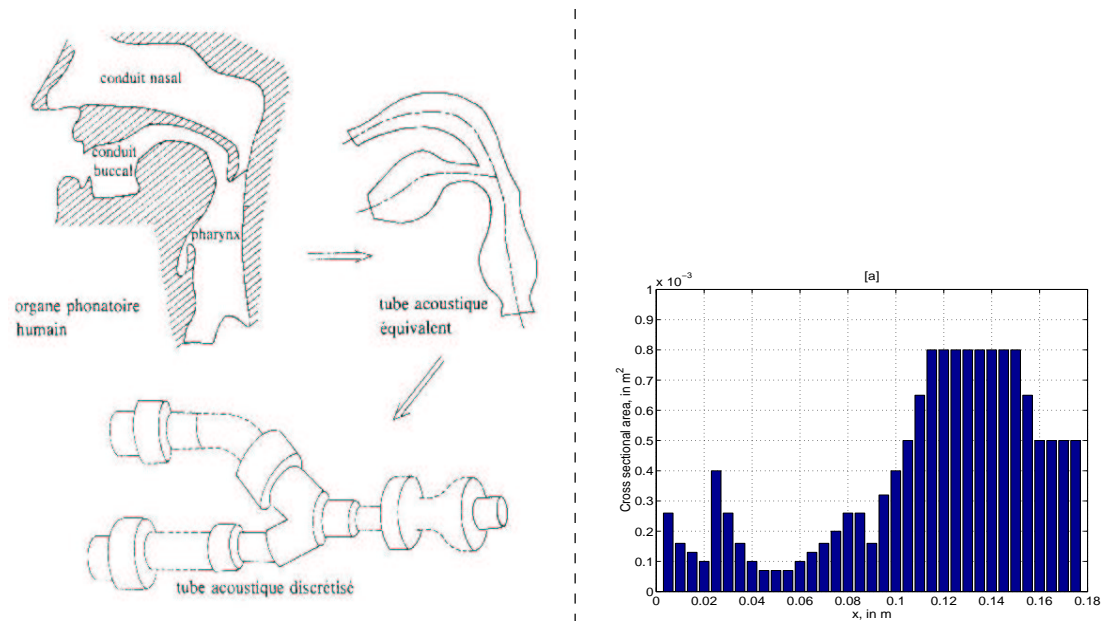 conduit nasal
conduit
buccal
pharynx
organe phonatoire
humain
tube acoustique
équivalent
tube acoustique discrétisé
[a]
x 10⁻³
1
0.9
0.8
0.7
0.6
0.5
0.4
0.3
0.2
0.1
0
Cross sectional area, in m²
0 0.02 0.04 0.06 0.08 0.1 0.12 0.14 0.16 0.18
x, in m